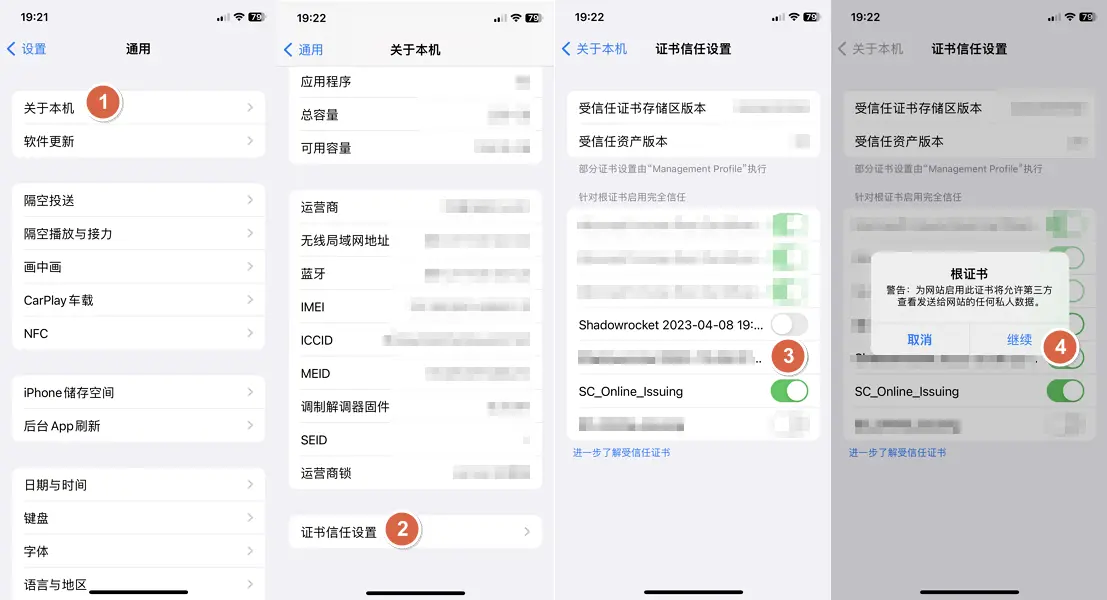 19:21
79
设置
通用
关于本机
1
软件更新
隔空投送
隔空播放与接力
画中画
CarPlay 车载
NFC
iPhone 储存空间
后台 App 刷新
日期与时间
键盘
字体
语言与地区
19:22
79
通用
关于本机
应用程序
总容量
可用容量
运营商
无线局域网地址
蓝牙
IMEI
ICCID
MEID
调制解调器固件
SEID
运营商锁
证书信任设置
2
19:22
79
关于本机
证书信任设置
受信任证书存储区版本
受信任资产版本
部分证书设置由“Management Profile”执行
针对根证书启用完全信任
Shadowrocket 2023-04-08 19:...
3
SC_Online_Issuing
进一步了解受信任证书
19:22
79
关于本机
证书信任设置
受信任证书存储区版本
受信任资产版本
部分证书设置由“Management Profile”执行
针对根证书启用完全信任
根证书
警告：为网站启用此证书将允许第三方
查看发送给网站的任何私人数据。
取消
继续
4
SC_Online_Issuing
进一步了解受信任证书